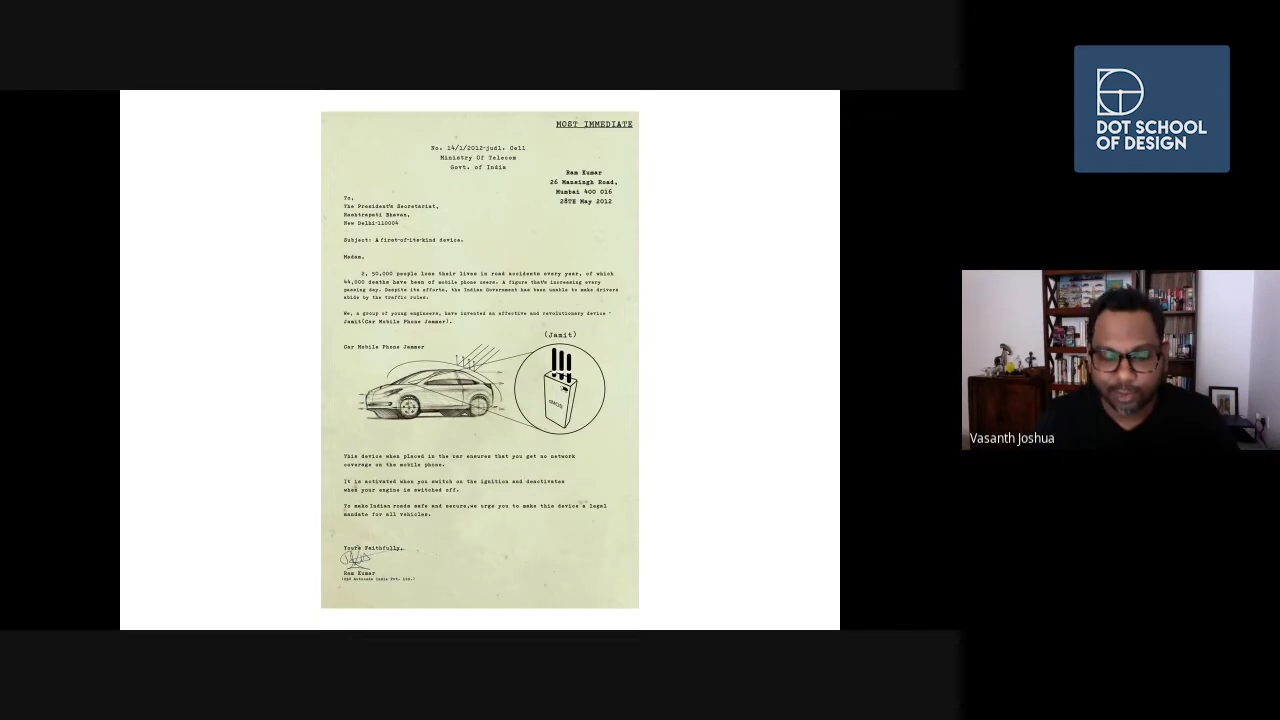 MOST IMMEDIATE
No. 14/1/2012-judl. Cell
Ministry Of Telecom
Govt. of India
Ram Kumar
26 Mansingh Road,
Mumbai 400 016
28TH May 2012
To,
The President's Secretariat,
Rashtrapati Bhavan,
New Delhi-110004
Subject: A first-of-its-kind device.
Madam,
2, 50,000 people lose their lives in road accidents every year, of which
44,000 deaths have been of mobile phone users. A figure that's increasing every
passing day. Despite its efforts, the Indian Government has been unable to make drivers
abide by the traffic rules.
We, a group of young engineers, have invented an effective and revolutionary device -
Jamit(Car Mobile Phone Jammer).
(Jamit)
Car Mobile Phone Jammer
This device when placed in the car ensures that you get no network
coverage on the mobile phone.
It is activated when you switch on the ignition and deactivates
when your engine is switched off.
To make Indian roads safe and secure,we urge you to make this device a legal
mandate for all vehicles.
Yours Faithfully,
Ram Kumar
India Pvt. Ltd.)
DOT SCHOOL
OF DESIGN
Vasanth Joshua